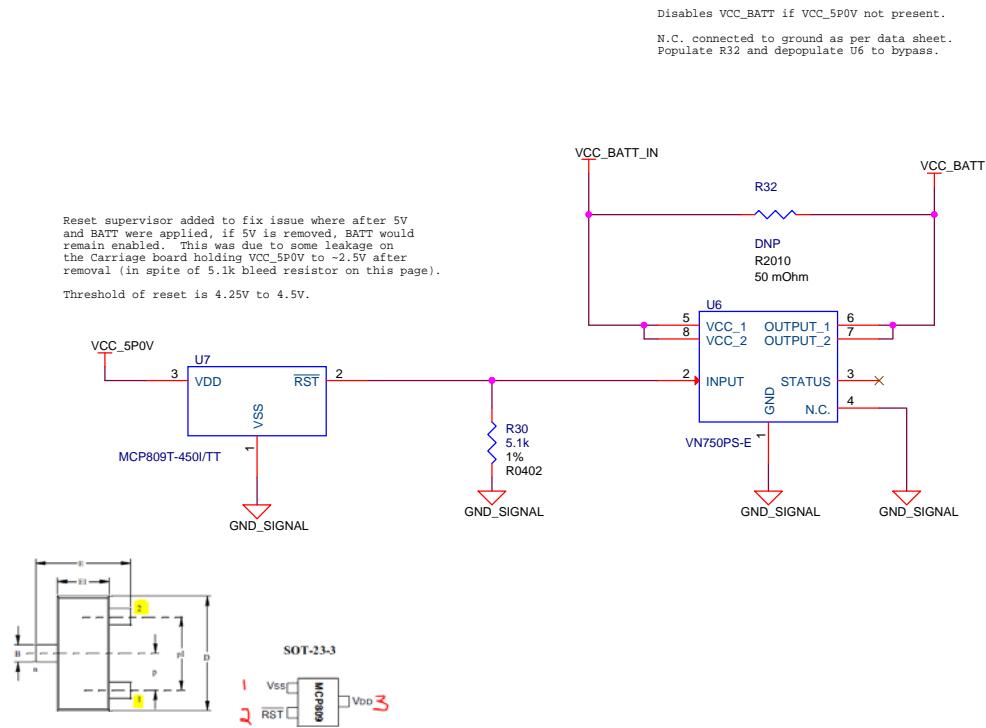 Disables VCC_BATT if VCC_5P0V not present.
N.C. connected to ground as per data sheet.
Populate R32 and depopulate U6 to bypass.
VCC_BATT_IN
VCC_BATT
R32
DNP
R2010
50 mOhm
Reset supervisor added to fix issue where after 5V
and BATT were applied, if 5V is removed, BATT would
remain enabled. This was due to some leakage on
the Carriage board holding VCC_5P0V to ~2.5V after
removal (in spite of 5.1k bleed resistor on this page).
Threshold of reset is 4.25V to 4.5V.
VCC_5P0V
U7
3 VDD RST 2
VSS
1
MCP809T-450I/TT
GND_SIGNAL
R30
5.1k
1%
R0402
GND_SIGNAL
U6
5 VCC_1 OUTPUT_1 6
8 VCC_2 OUTPUT_2 7
2 INPUT STATUS 3
GND N.C. 4
1
VN750PS-E
GND_SIGNAL
GND_SIGNAL
E
E1
2
B
n
p1
D
p
1
SOT-23-3
1 Vss MCP809 VDD 3
2 RST